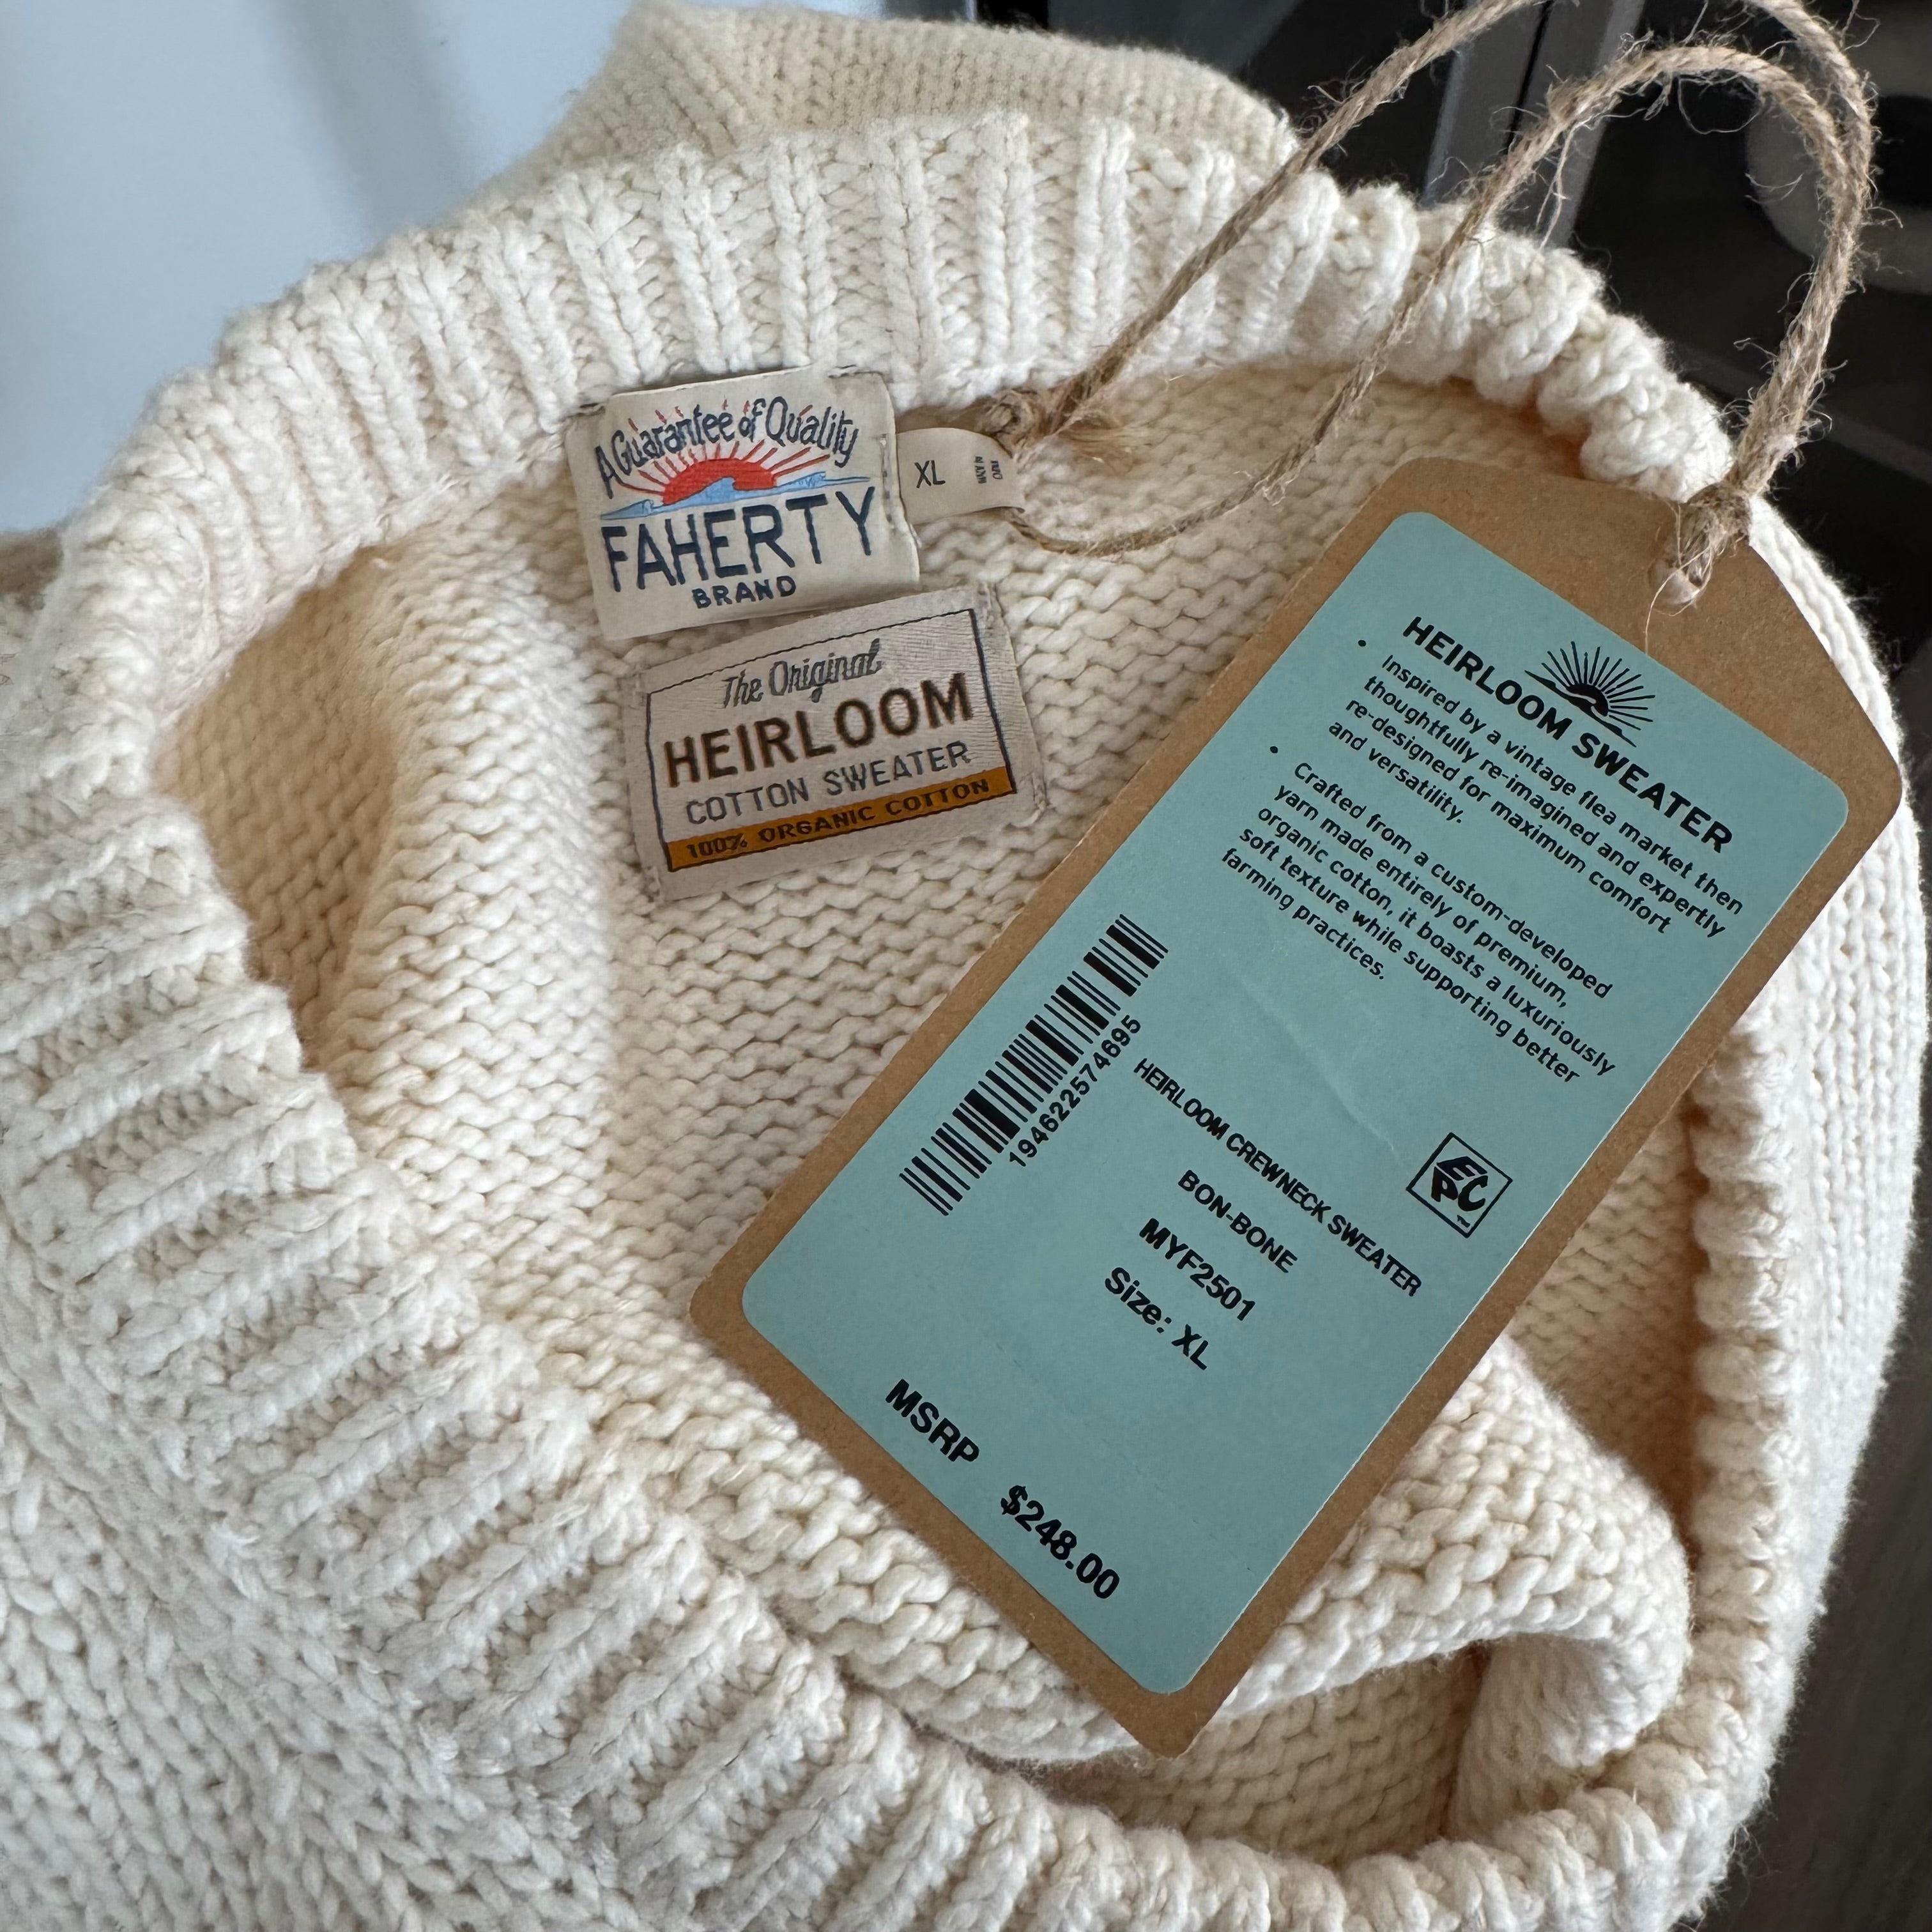 A Guarantee of Quality
FAHERTY
BRAND
XL
The Original
HEIRLOOM
COTTON SWEATER
100% ORGANIC COTTON
HEIRLOOM SWEATER
• Inspired by a vintage flea market then
thoughtfully re-imagined and expertly
re-designed for maximum comfort
and versatility.
• Crafted from a custom-developed
yarn made entirely of premium,
organic cotton, it boasts a luxuriously
soft texture while supporting better
farming practices.
194622574695
HEIRLOOM CREWNECK SWEATER
BON-BONE
MYF2501
Size: XL
EPC
™
MSRP $248.00